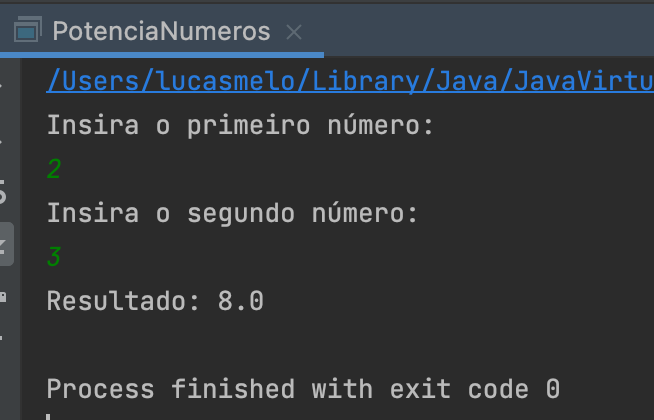 PotenciaNumeros
/Users/lucasmelo/Library/Java/JavaVirtu
Insira o primeiro número:
2
Insira o segundo número:
3
Resultado: 8.0
Process finished with exit code 0